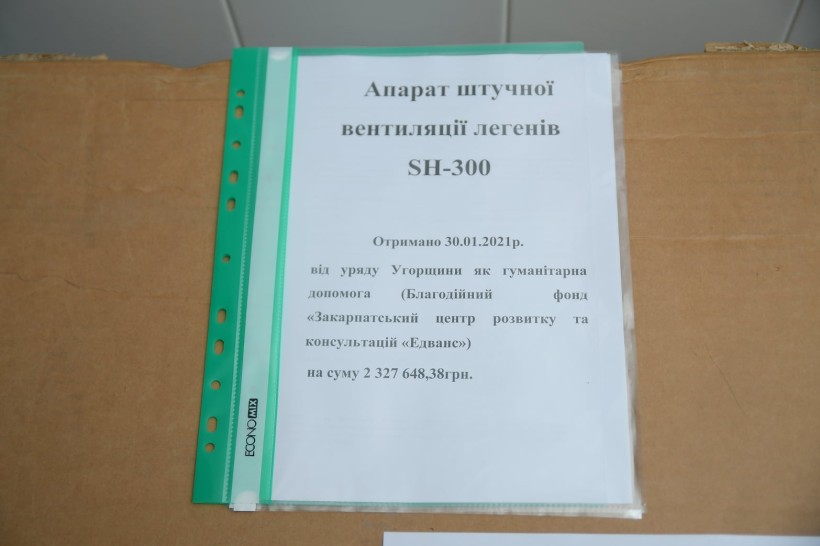 Апарат штучної
вентиляції легенів
SH-300
Отримано 30.01.2021р.
від уряду Угорщини як гуманітарна
допомога (Благодійний фонд
«Закарпатський центр розвитку та
консультацій «Едванс»)
на суму 2 327 648,38грн.
ECONOMIX